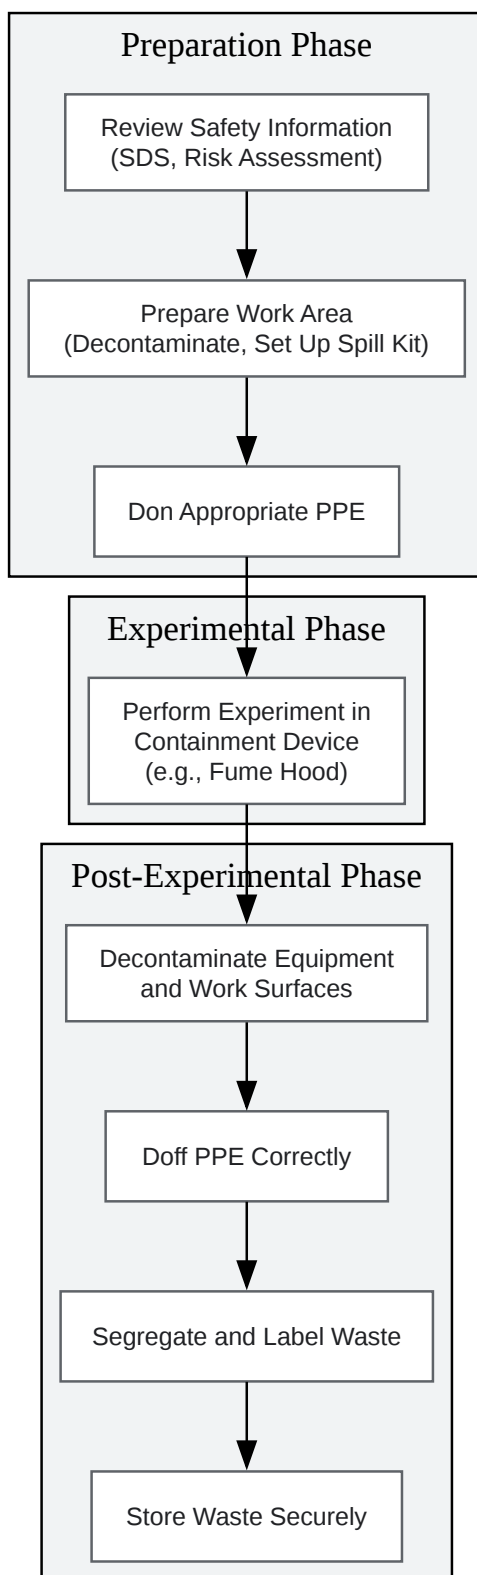 Preparation Phase
Review Safety Information
(SDS, Risk Assessment)
Prepare Work Area
(Decontaminate, Set Up Spill Kit)
Don Appropriate PPE
Experimental Phase
Perform Experiment in
Containment Device
(e.g., Fume Hood)
Post-Experimental Phase
Decontaminate Equipment
and Work Surfaces
Doff PPE Correctly
Segregate and Label Waste
Store Waste Securely